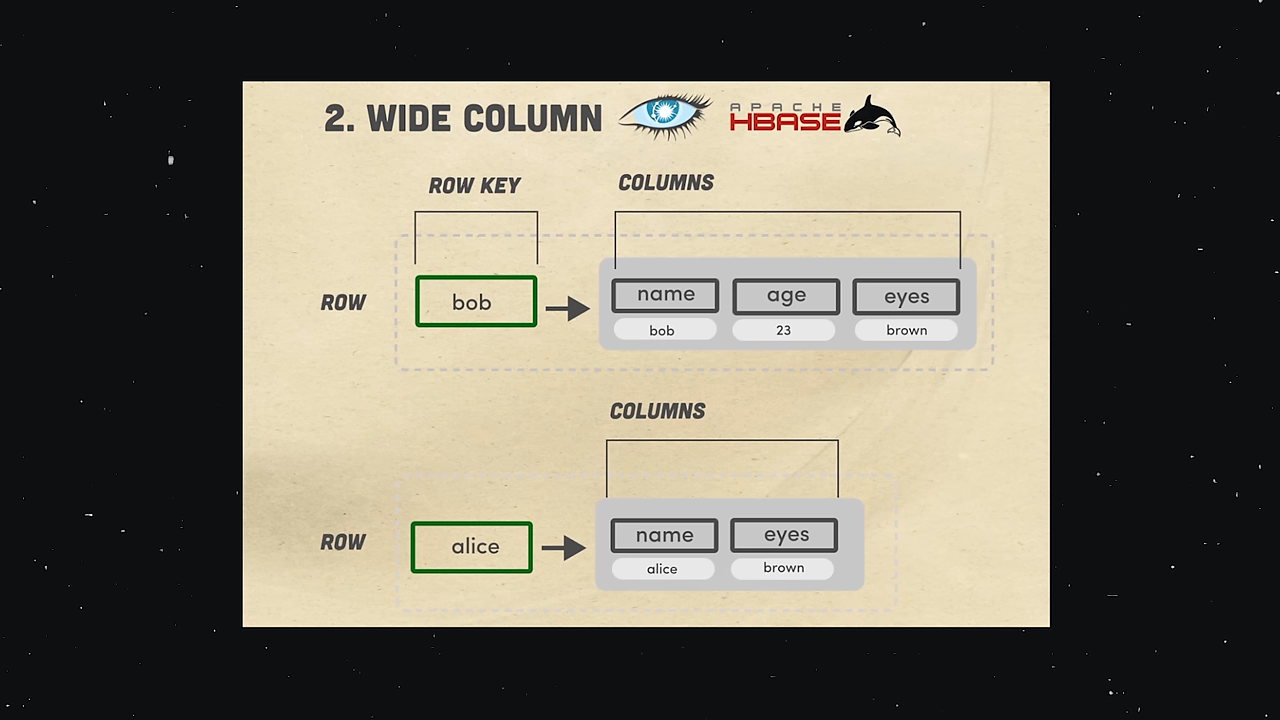 2. WIDE COLUMN
APACHE
HBASE
ROW KEY
COLUMNS
ROW
bob
name
age
eyes
bob
23
brown
COLUMNS
ROW
alice
name
eyes
alice
brown